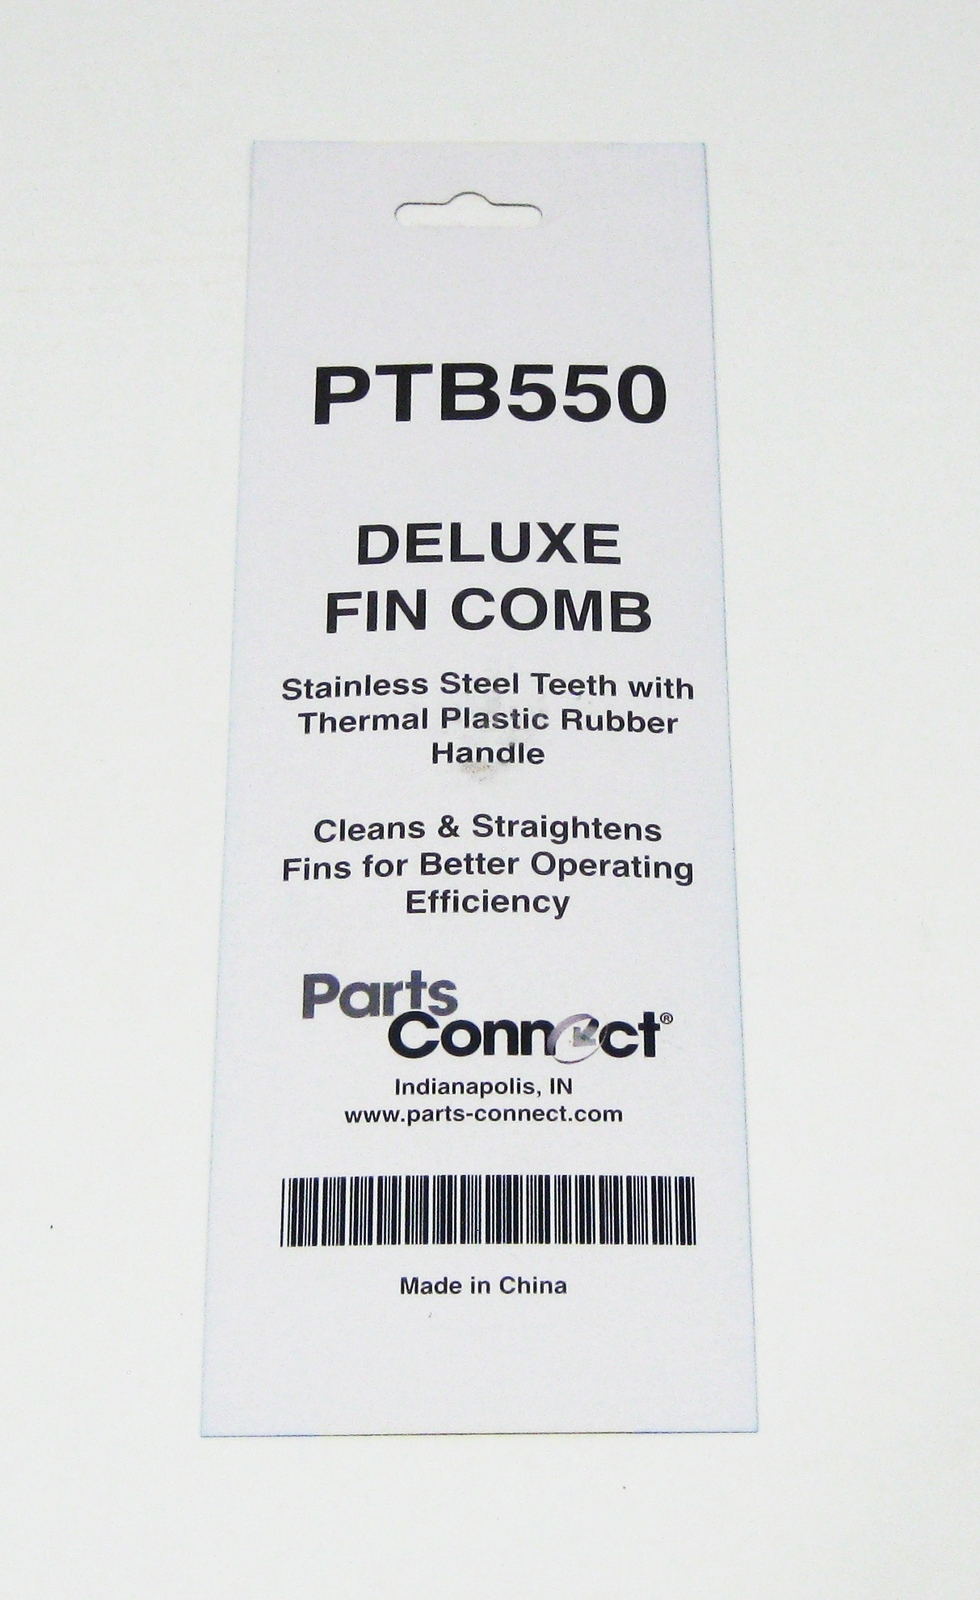 PTB550
DELUXE
FIN COMB
Stainless Steel Teeth with
Thermal Plastic Rubber
Handle
Cleans & Straightens
Fins for Better Operating
Efficiency
Parts
Connect®
Indianapolis, IN
www.parts-connect.com
Made in China